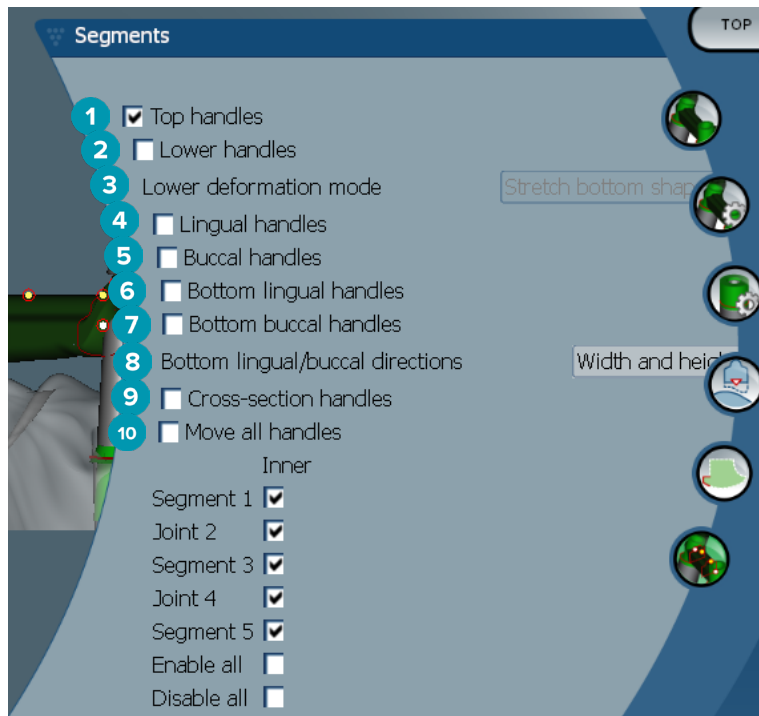 TOP
Segments
1 Top handles
2 Lower handles
3 Lower deformation mode Stretch bottom shap
4 Lingual handles
5 Buccal handles
6 Bottom lingual handles
7 Bottom buccal handles
8 Bottom lingual/buccal directions Width and heigh
9 Cross-section handles
10 Move all handles
Inner
Segment 1
Joint 2
Segment 3
Joint 4
Segment 5
Enable all
Disable all